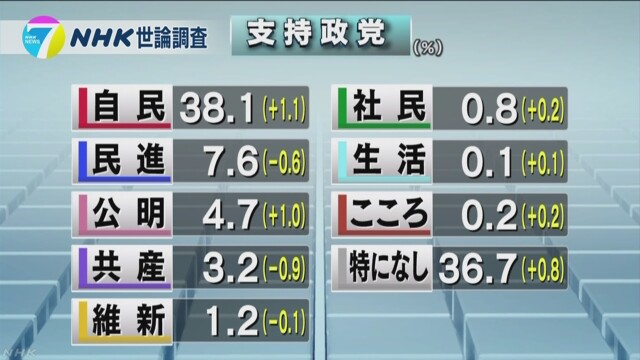 7
NHK NEWS
NHK世論調査
支持政党
(%)
自民 38.1(+1.1)
民進 7.6(-0.6)
公明 4.7(+1.0)
共産 3.2(-0.9)
維新 1.2(-0.1)
社民 0.8(+0.2)
生活 0.1(+0.1)
こころ 0.2(+0.2)
特になし 36.7(+0.8)
NHK